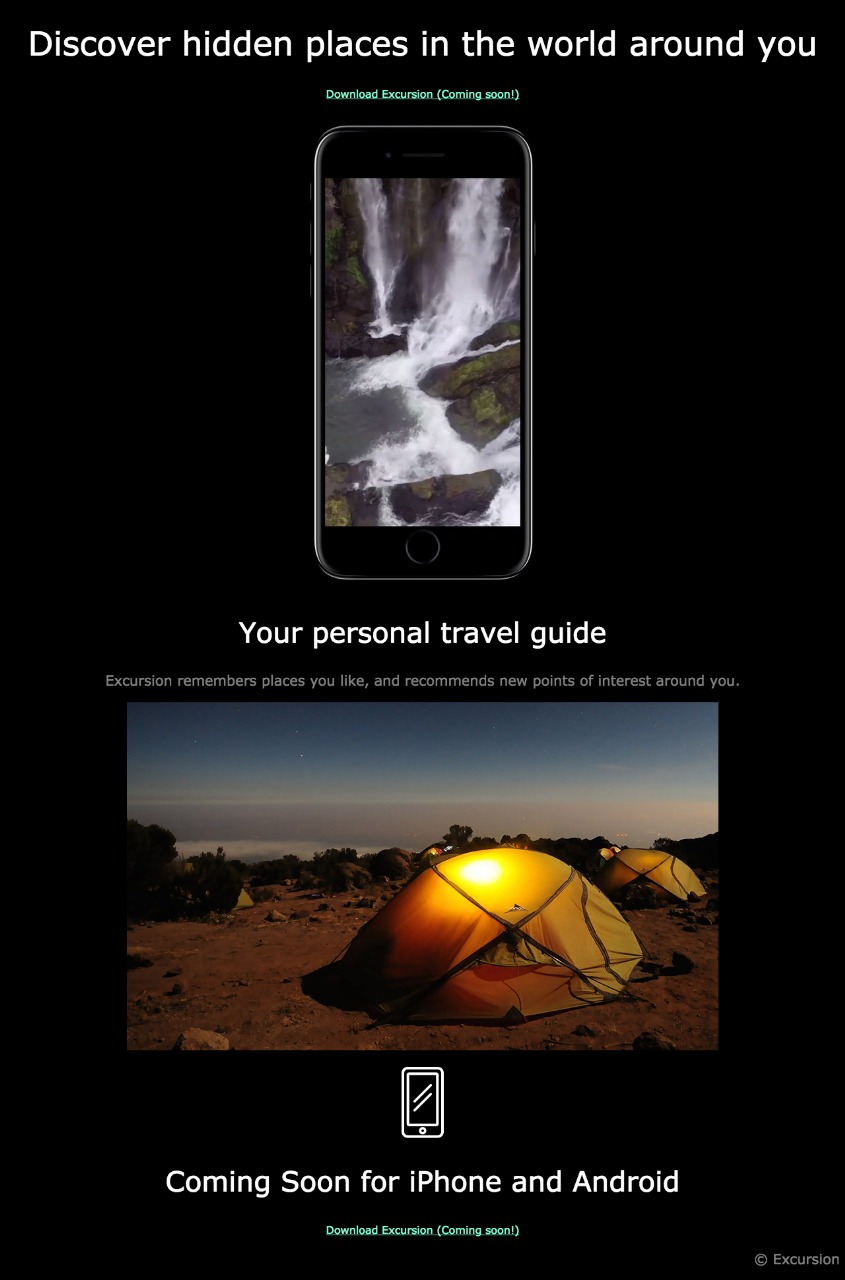 Discover hidden places in the world around you
Download Excursion (Coming soon!)
Your personal travel guide
Excursion remembers places you like, and recommends new points of interest around you.
Coming Soon for iPhone and Android
Download Excursion (Coming soon!)
© Excursion